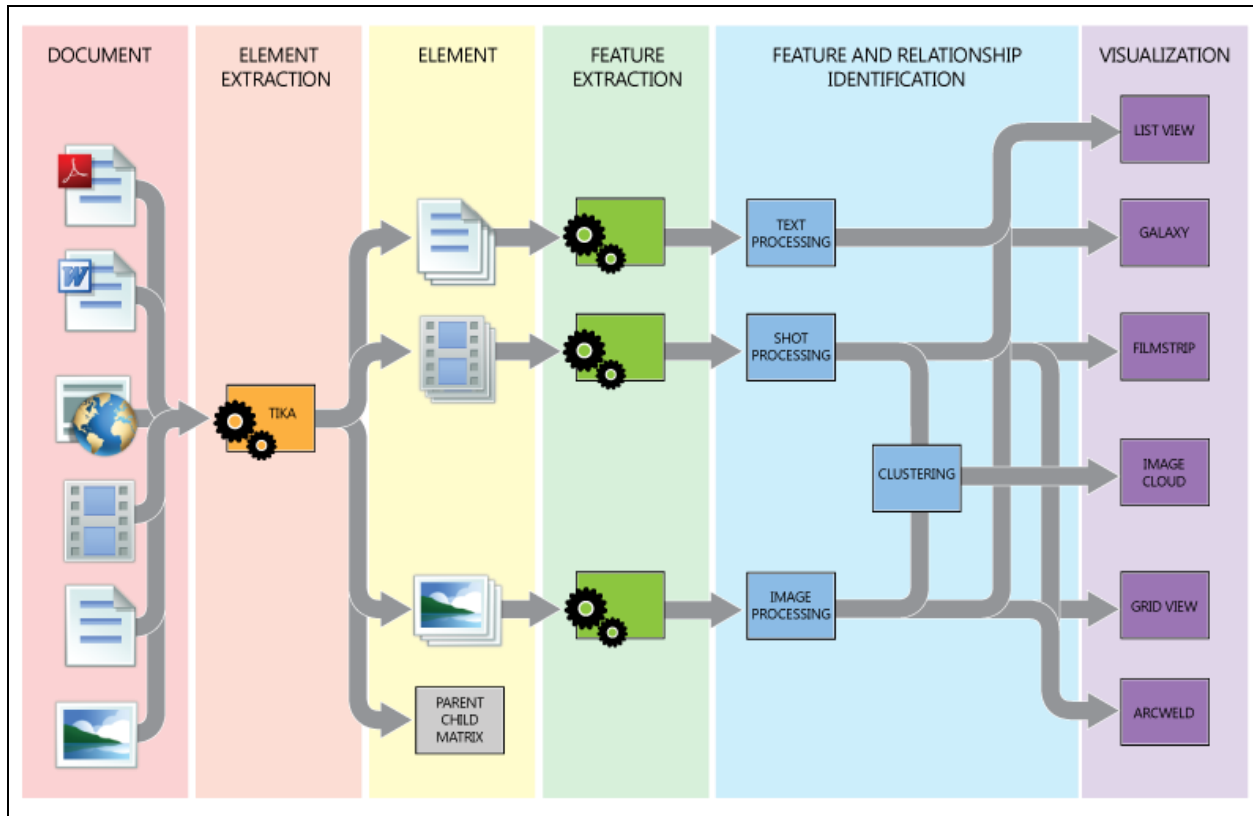 DOCUMENT
ELEMENT
EXTRACTION
ELEMENT
FEATURE
EXTRACTION
FEATURE AND RELATIONSHIP
IDENTIFICATION
VISUALIZATION
TIKA
PARENT
CHILD
MATRIX
TEXT
PROCESSING
SHOT
PROCESSING
CLUSTERING
IMAGE
PROCESSING
LIST VIEW
GALAXY
FILMSTRIP
IMAGE
CLOUD
GRID VIEW
ARCWELD
W